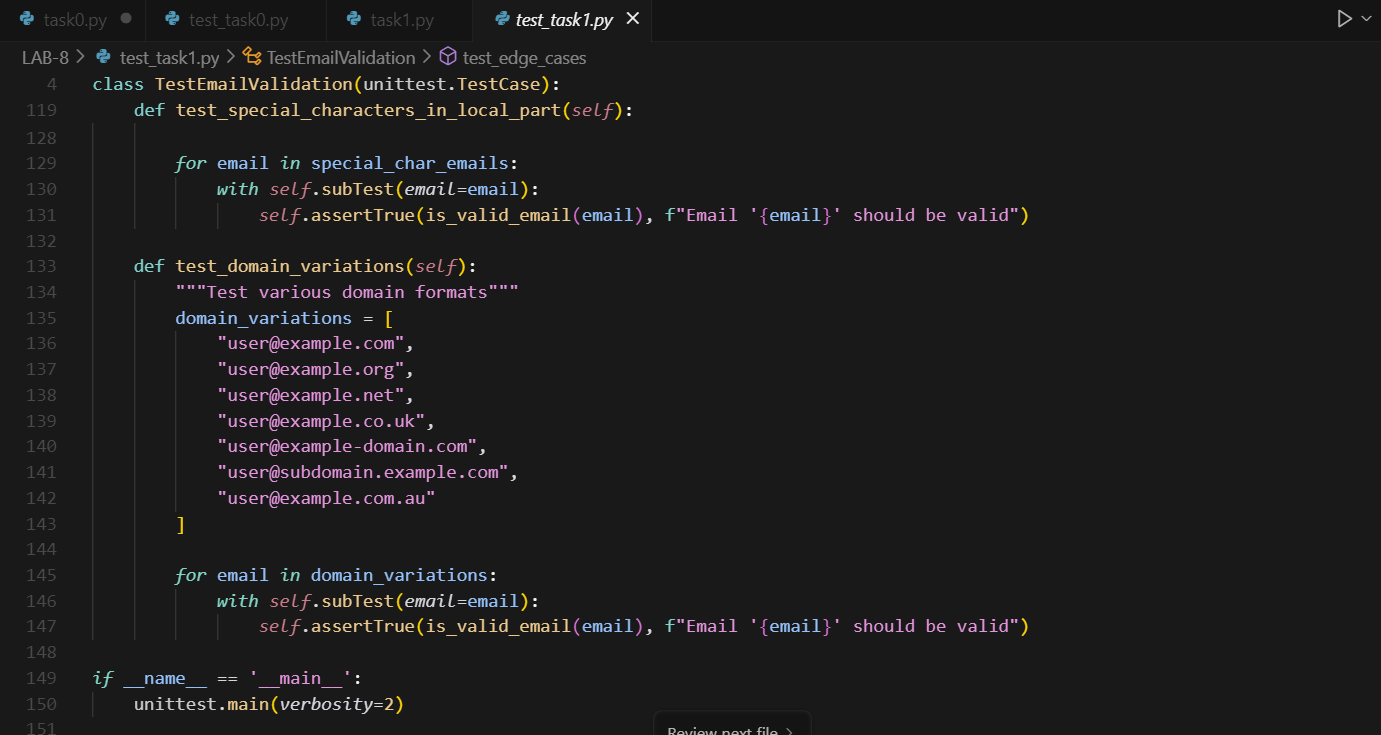 task0.py
test_task0.py
task1.py
test_task1.py
LAB-8 > test_task1.py > TestEmailValidation > test_edge_cases
4 class TestEmailValidation(unittest.TestCase):
119     def test_special_characters_in_local_part(self):
128
129         for email in special_char_emails:
130             with self.subTest(email=email):
131                 self.assertTrue(is_valid_email(email), f"Email '{email}' should be valid")
132
133     def test_domain_variations(self):
134         """Test various domain formats"""
135         domain_variations = [
136             "user@example.com",
137             "user@example.org",
138             "user@example.net",
139             "user@example.co.uk",
140             "user@example-domain.com",
141             "user@subdomain.example.com",
142             "user@example.com.au"
143         ]
144
145         for email in domain_variations:
146             with self.subTest(email=email):
147                 self.assertTrue(is_valid_email(email), f"Email '{email}' should be valid")
148
149 if __name__ == '__main__':
150     unittest.main(verbosity=2)
151
Review next file >